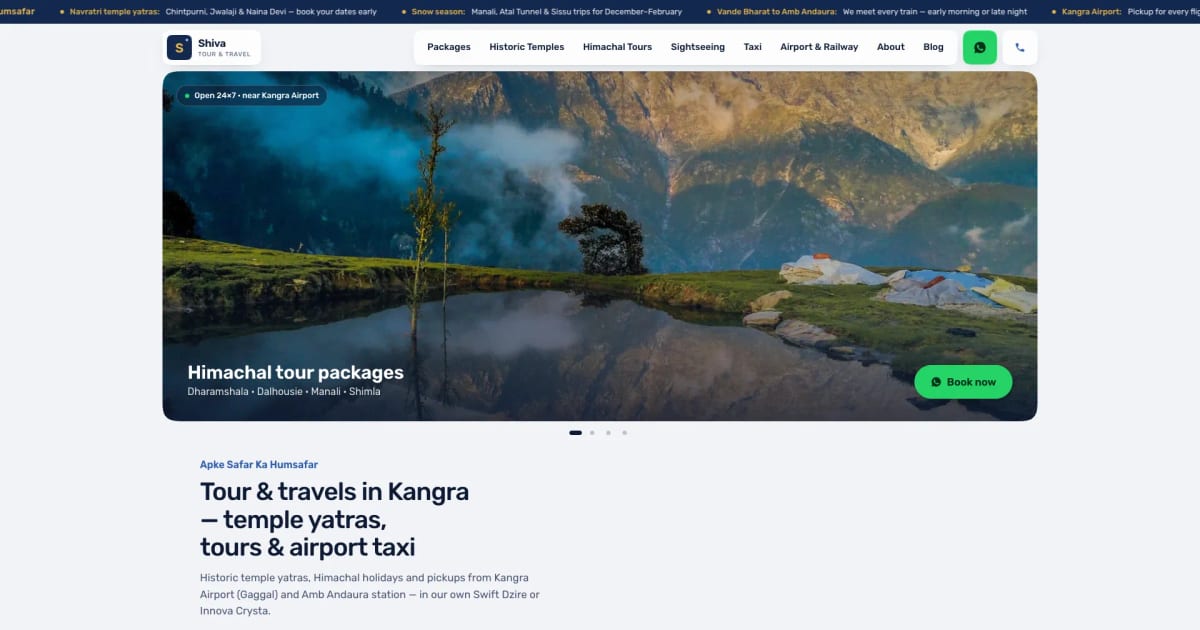 umsafar • Navratri temple yatras: Chintpurni, Jwalaji & Naina Devi — book your dates early • Snow season: Manali, Atal Tunnel & Sissu trips for December–February • Vande Bharat to Amb Andaura: We meet every train — early morning or late night • Kangra Airport: Pickup for every
S Shiva
TOUR & TRAVEL
Packages Historic Temples Himachal Tours Sightseeing Taxi Airport & Railway About Blog
Open 24×7 • near Kangra Airport
Himachal tour packages
Dharamshala • Dalhousie • Manali • Shimla
Book now
Apke Safar Ka Humsafar
Tour & travels in Kangra
— temple yatras,
tours & airport taxi
Historic temple yatras, Himachal holidays and pickups from Kangra
Airport (Gaggal) and Amb Andaura station — in our own Swift Dzire or
Innova Crysta.